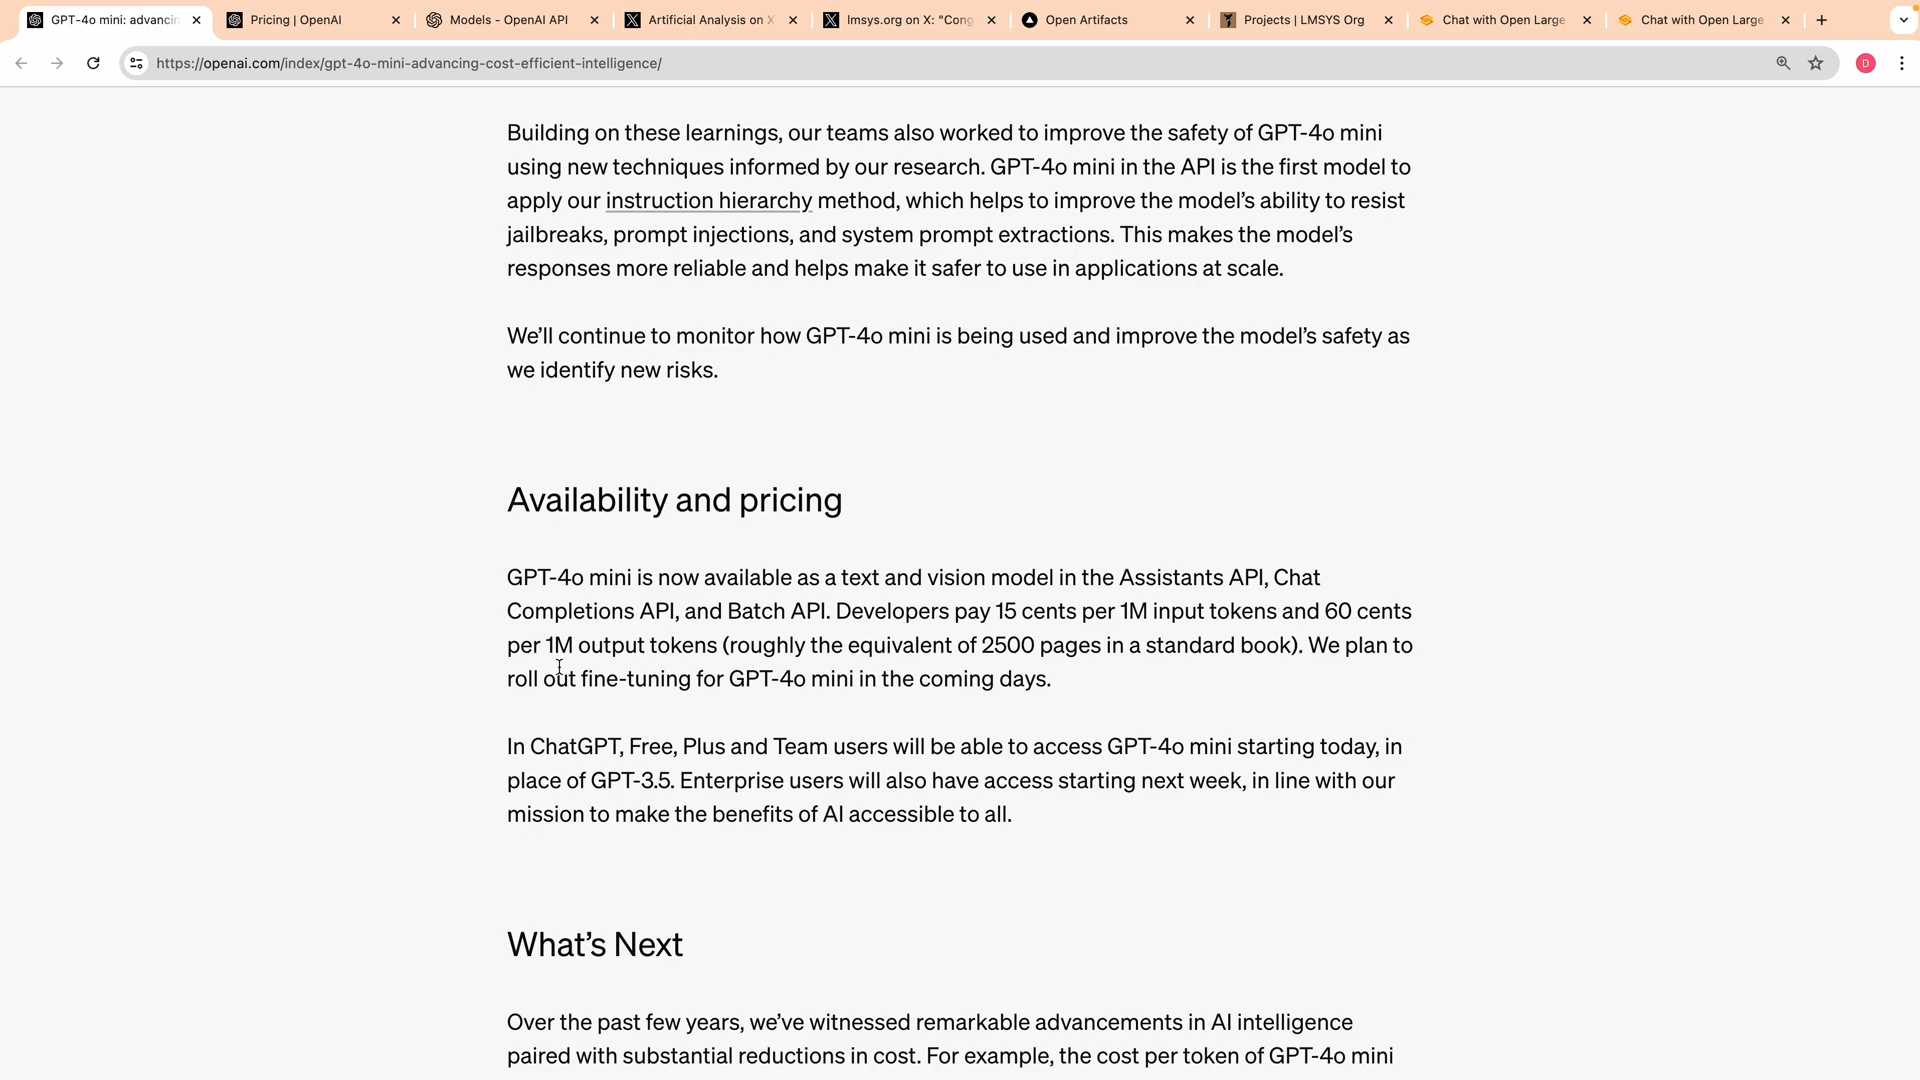 GPT-4o mini: advancin
Pricing | OpenAI
Models - OpenAI API
Artificial Analysis on X
lmsys.org on X: "Cong
Open Artifacts
Projects | LMSYS Org
Chat with Open Large
Chat with Open Large
https://openai.com/index/gpt-4o-mini-advancing-cost-efficient-intelligence/
D
Building on these learnings, our teams also worked to improve the safety of GPT-4o mini
using new techniques informed by our research. GPT-4o mini in the API is the first model to
apply our instruction hierarchy method, which helps to improve the model’s ability to resist
jailbreaks, prompt injections, and system prompt extractions. This makes the model’s
responses more reliable and helps make it safer to use in applications at scale.
We’ll continue to monitor how GPT-4o mini is being used and improve the model’s safety as
we identify new risks.
Availability and pricing
GPT-4o mini is now available as a text and vision model in the Assistants API, Chat
Completions API, and Batch API. Developers pay 15 cents per 1M input tokens and 60 cents
per 1M output tokens (roughly the equivalent of 2500 pages in a standard book). We plan to
roll out fine-tuning for GPT-4o mini in the coming days.
In ChatGPT, Free, Plus and Team users will be able to access GPT-4o mini starting today, in
place of GPT-3.5. Enterprise users will also have access starting next week, in line with our
mission to make the benefits of AI accessible to all.
What’s Next
Over the past few years, we’ve witnessed remarkable advancements in AI intelligence
paired with substantial reductions in cost. For example, the cost per token of GPT-4o mini